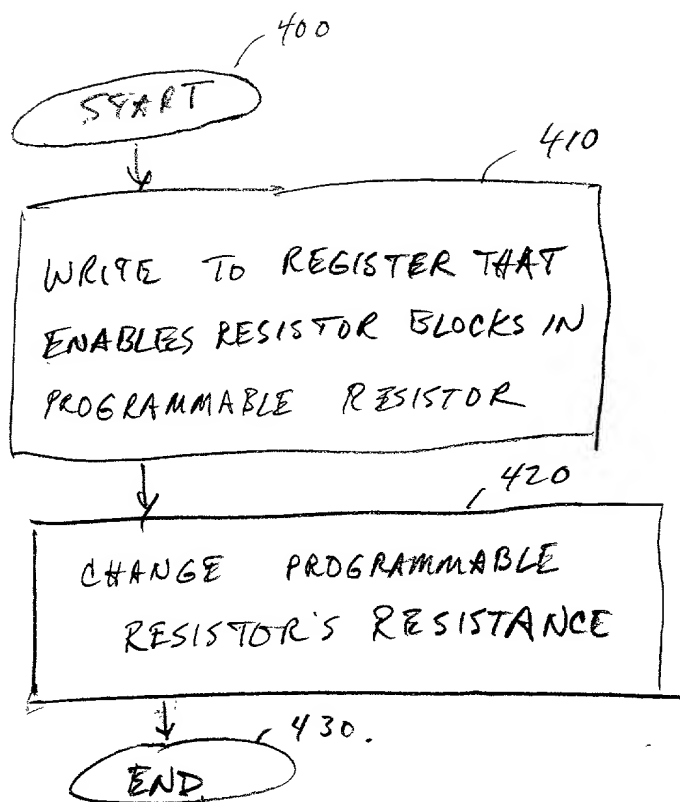 400
START
410
WRITE TO REGISTER THAT
ENABLES RESISTOR BLOCKS IN
PROGRAMMABLE RESISTOR
420
CHANGE PROGRAMMABLE
RESISTOR'S RESISTANCE
430.
END